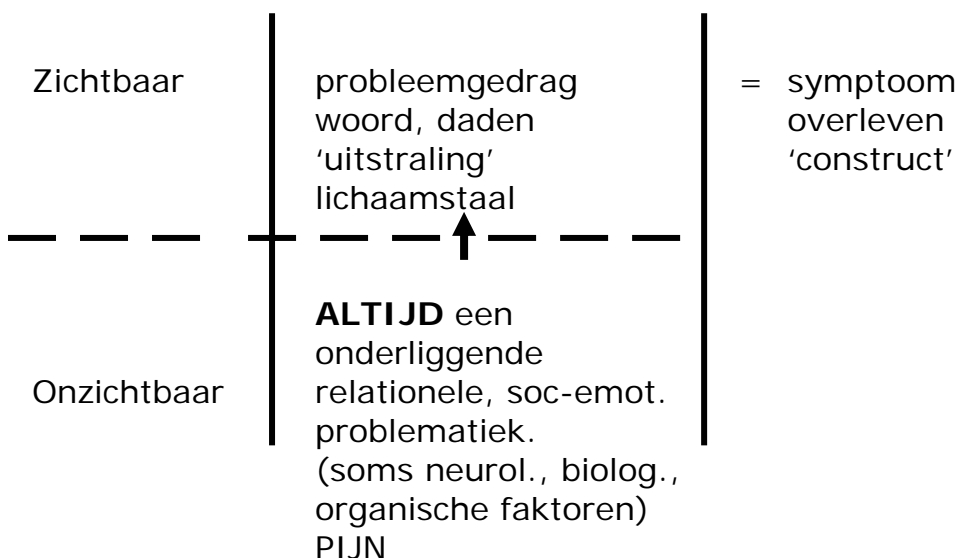 Zichtbaar
probleemgedrag
woord, daden
‘uitstraling’
lichaamstaal
= symptoom
overleven
‘construct’
Onzichtbaar
ALTIJD een
onderliggende
relationele, soc-emot.
problematiek.
(soms neurol., biolog.,
organische faktoren)
PIJN